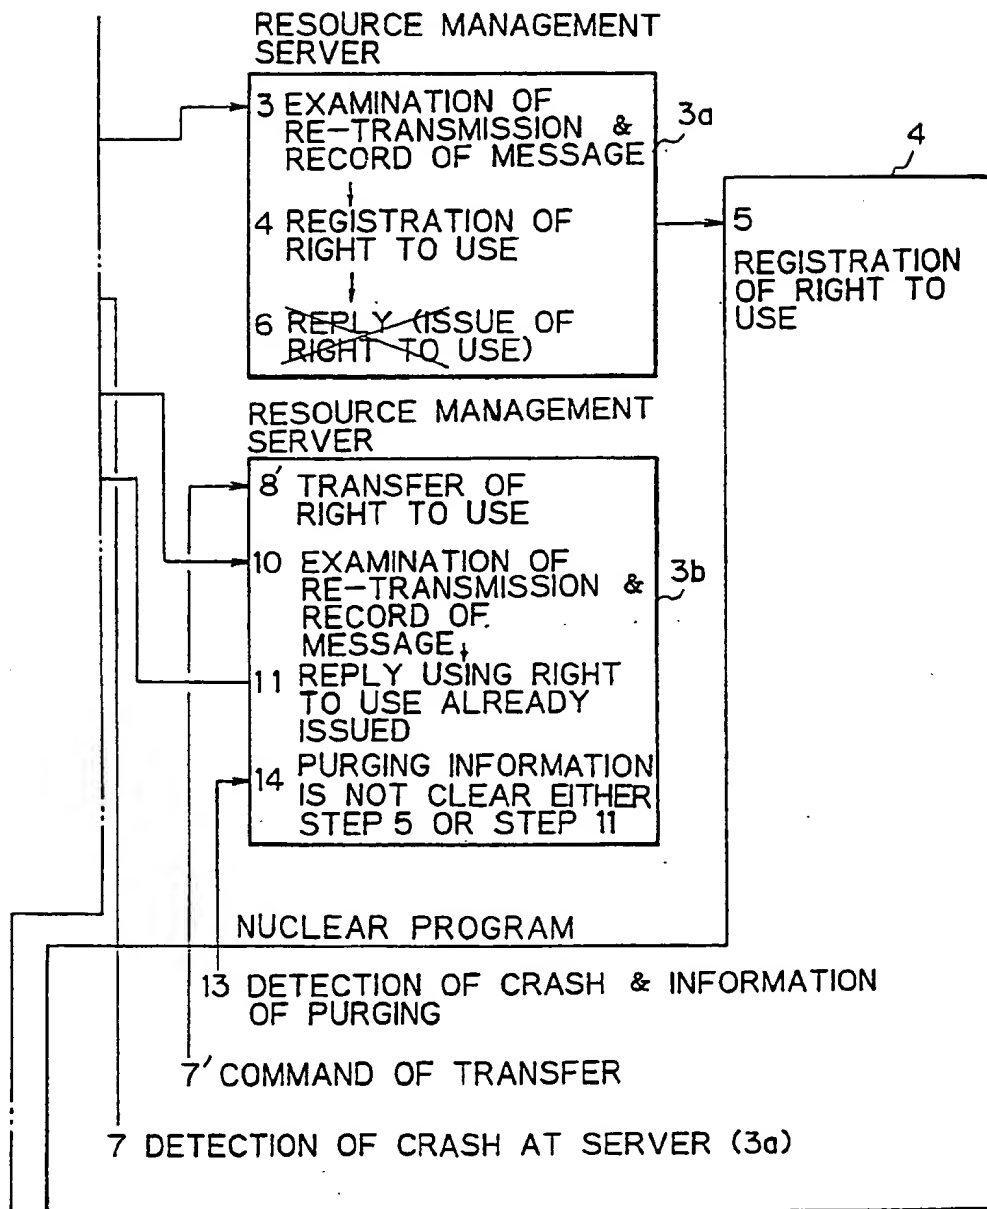 RESOURCE MANAGEMENT
SERVER
3 EXAMINATION OF
RE-TRANSMISSION &
RECORD OF MESSAGE
3a
4 REGISTRATION OF
RIGHT TO USE
6 REPLY (ISSUE OF
RIGHT TO USE)
4
5
REGISTRATION
OF RIGHT TO
USE
RESOURCE MANAGEMENT
SERVER
8' TRANSFER OF
RIGHT TO USE
10 EXAMINATION OF
RE-TRANSMISSION &
RECORD OF
MESSAGE
3b
11 REPLY USING RIGHT
TO USE ALREADY
ISSUED
14 PURGING INFORMATION
IS NOT CLEAR EITHER
STEP 5 OR STEP 11
NUCLEAR PROGRAM
13 DETECTION OF CRASH & INFORMATION
OF PURGING
7' COMMAND OF TRANSFER
7 DETECTION OF CRASH AT SERVER (3a)